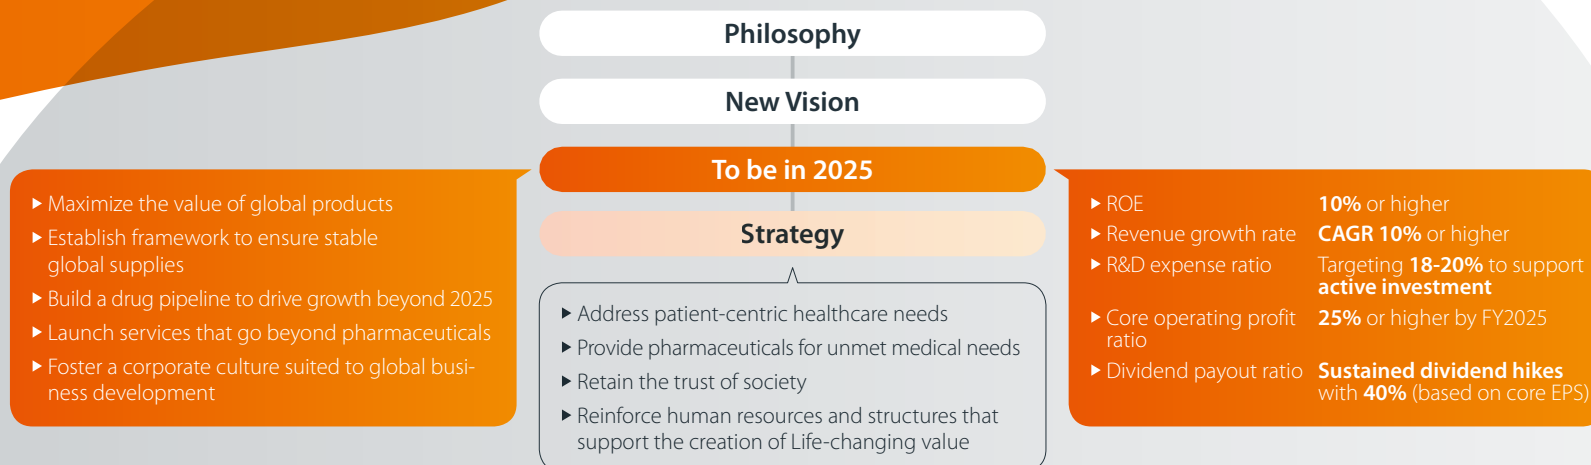 Philosophy
New Vision
To be in 2025
▶ Maximize the value of global products
▶ Establish framework to ensure stable
global supplies
▶ Build a drug pipeline to drive growth beyond 2025
▶ Launch services that go beyond pharmaceuticals
▶ Foster a corporate culture suited to global busi-
ness development
Strategy
▶ Address patient-centric healthcare needs
▶ Provide pharmaceuticals for unmet medical needs
▶ Retain the trust of society
▶ Reinforce human resources and structures that
support the creation of Life-changing value
▶ ROE 10% or higher
▶ Revenue growth rate CAGR 10% or higher
▶ R&D expense ratio Targeting 18-20% to support
active investment
▶ Core operating profit 25% or higher by FY2025
ratio
▶ Dividend payout ratio Sustained dividend hikes
with 40% (based on core EPS)